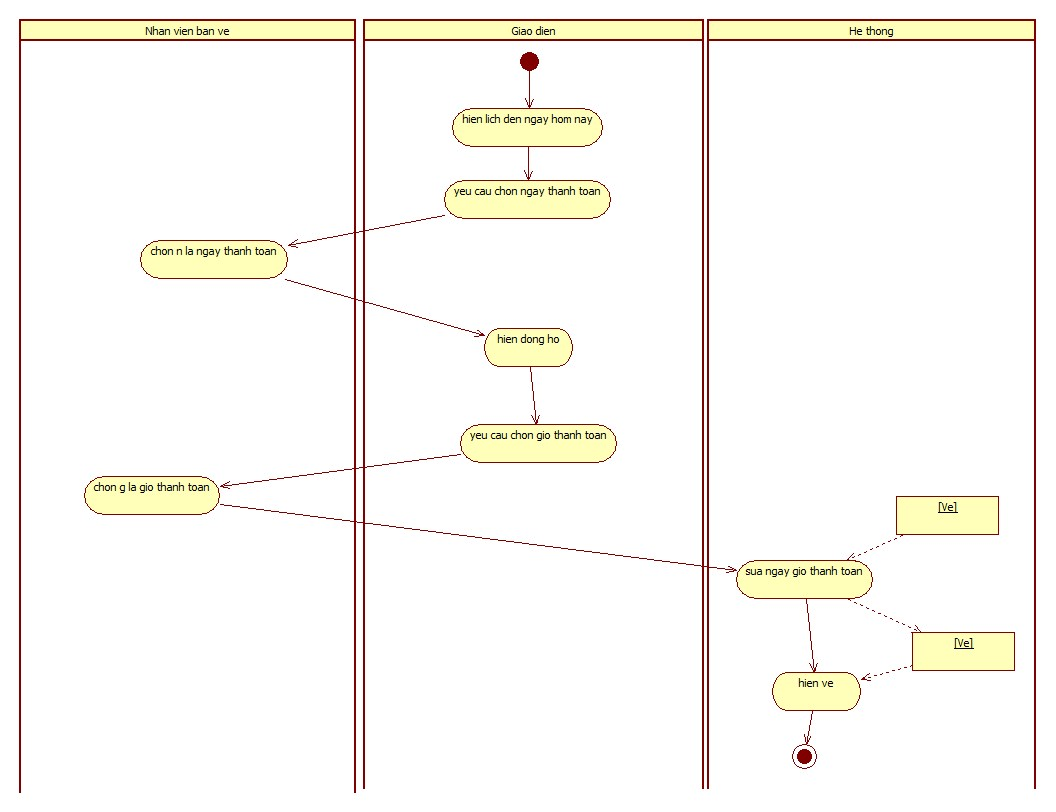 Nhan vien ban ve
Giao dien
He thong
hien lich den ngay hom nay
yeu cau chon ngay thanh toan
chon n la ngay thanh toan
hien dong ho
yeu cau chon gio thanh toan
chon g la gio thanh toan
[Ve]
sua ngay gio thanh toan
[Ve]
hien ve